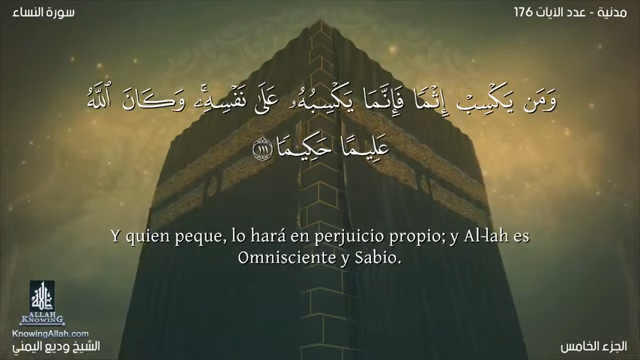 سورة النساء
مدنية - عدد الآيات 176
وَمَن يَكْسِبْ إِثْمًا فَإِنَّمَا يَكْسِبُهُۥ عَلَىٰ نَفْسِهِۦۚ وَكَانَ ٱللَّهُ
عَلِيمًا حَكِيمًا ١١١
Y quien peque, lo hará en perjuicio propio; y Al-lah es
Omnisciente y Sabio.
ALLAH
KNOWING
KnowingAllah.com
الشيخ وديع اليمني
الجزء الخامس